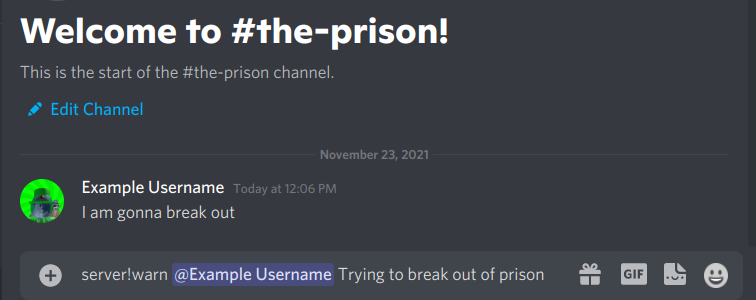 Welcome to #the-prison!
This is the start of the #the-prison channel.
Edit Channel
November 23, 2021
Example Username Today at 12:06 PM
I am gonna break out
server!warn @Example Username Trying to break out of prison GIF